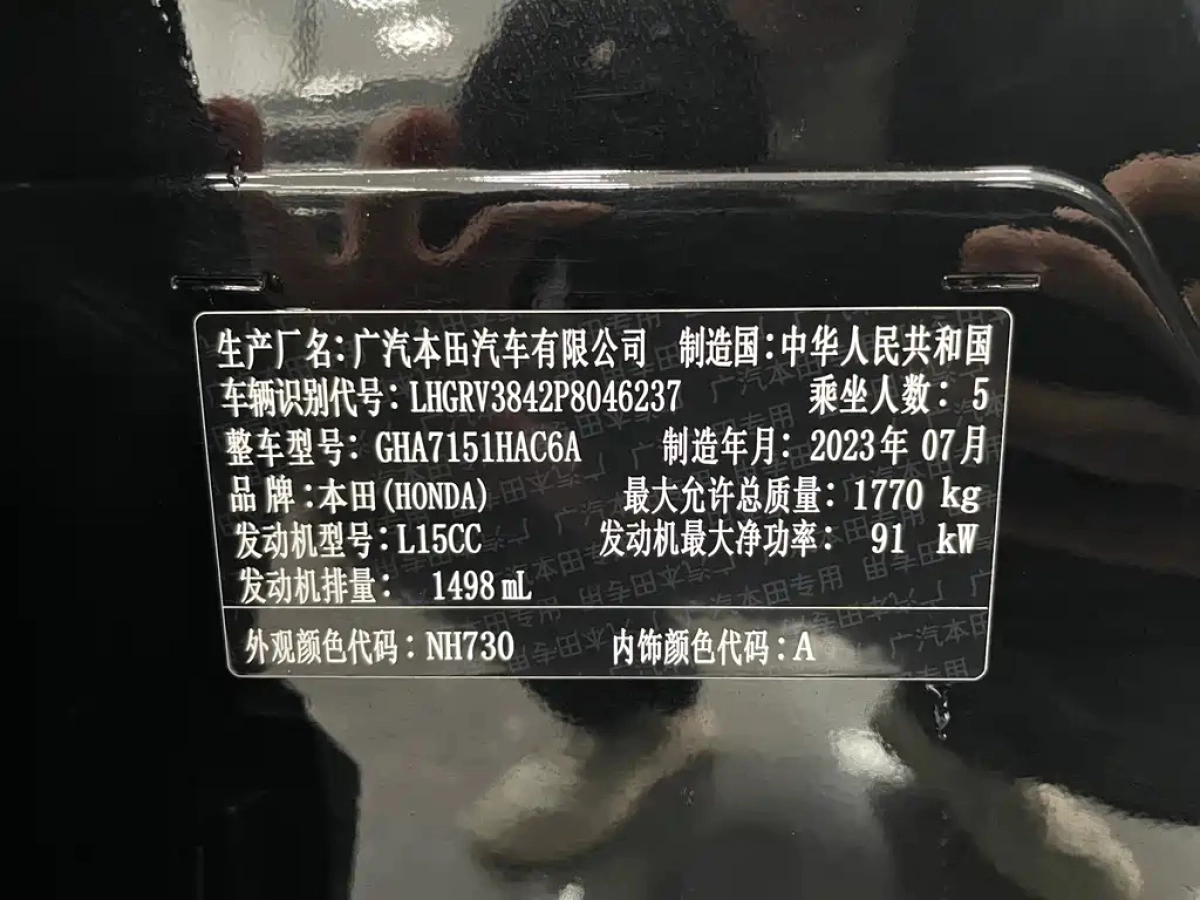 生产厂名:广汽本田汽车有限公司 制造国:中华人民共和国
车辆识别代号:LHGRV3842P8046237 乘坐人数: 5
整车型号: GHA7151HAC6A 制造年月: 2023年 07月
品 牌:本田(HONDA) 最大允许总质量: 1770 kg
发动机型号:L15CC 发动机最大净功率: 91 kW
发动机排量: 1498 mL
外观颜色代码: NH730 内饰颜色代码:A